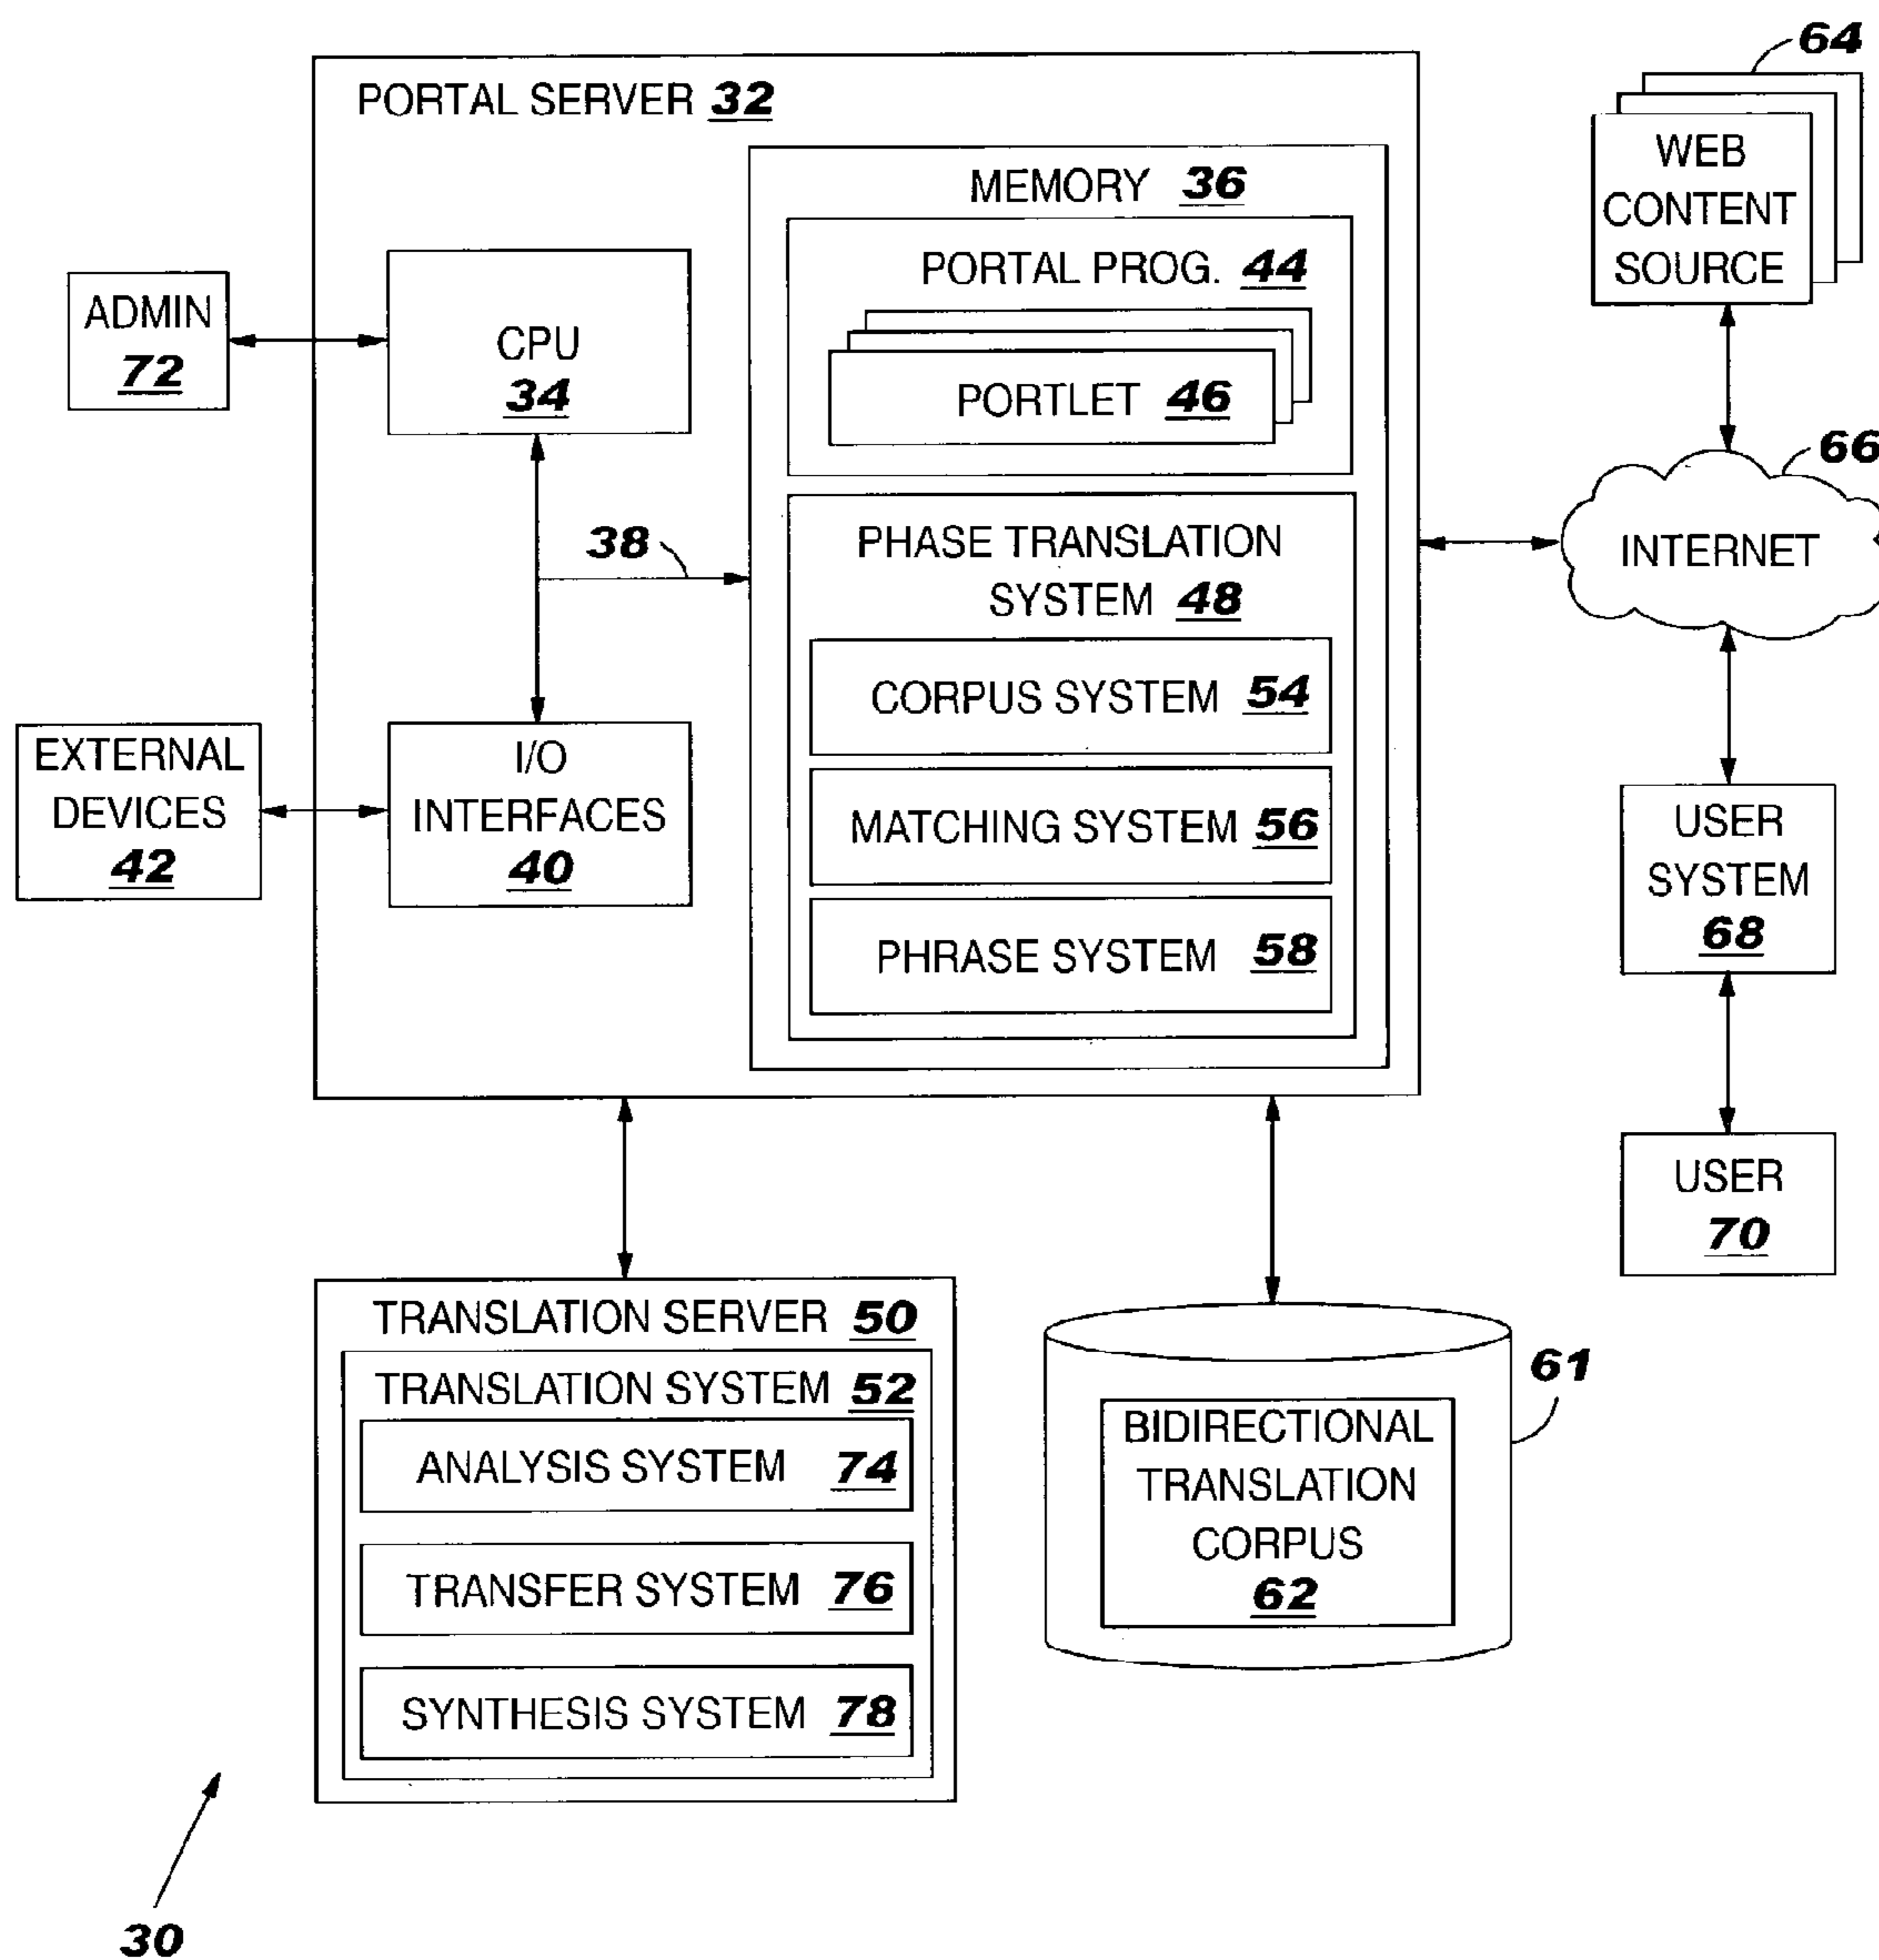 64
PORTAL SERVER 32
WEB
CONTENT
SOURCE
MEMORY 36
PORTAL PROG. 44
PORTLET 46
ADMIN
72
CPU
34
66
INTERNET
38
PHASE TRANSLATION
SYSTEM 48
CORPUS SYSTEM 54
MATCHING SYSTEM 56
PHRASE SYSTEM 58
EXTERNAL
DEVICES
42
I/O
INTERFACES
40
USER
SYSTEM
68
USER
70
TRANSLATION SERVER 50
TRANSLATION SYSTEM 52
ANALYSIS SYSTEM 74
TRANSFER SYSTEM 76
SYNTHESIS SYSTEM 78
61
BIDIRECTIONAL
TRANSLATION
CORPUS
62
30